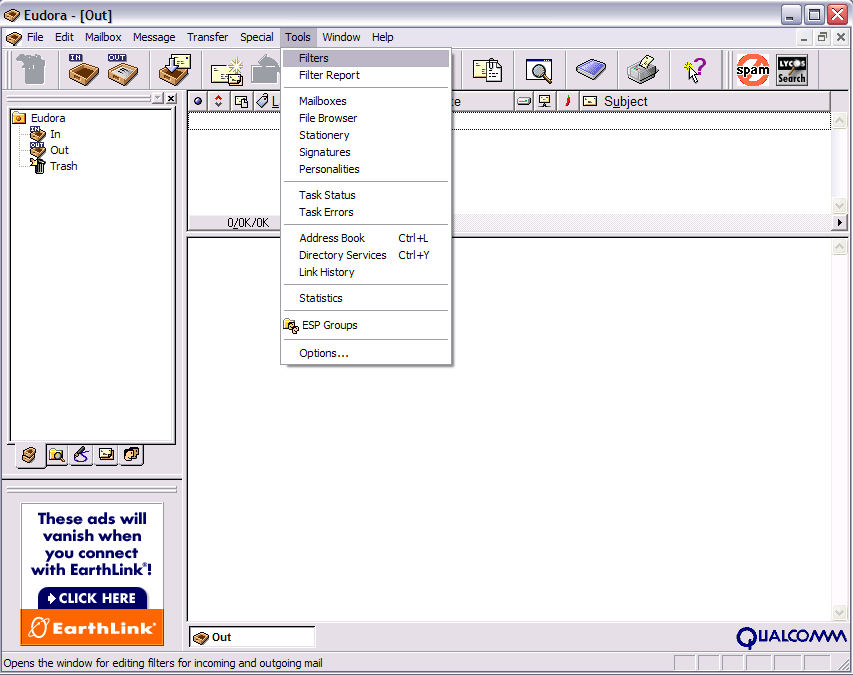 Eudora - [Out]
File Edit Mailbox Message Transfer Special Tools Window Help
IN OUT
spam
LYCOS
Search
Filters
Filter Report
Mailboxes
File Browser
Stationery
Signatures
Personalities
Task Status
Task Errors
Address Book Ctrl+L
Directory Services Ctrl+Y
Link History
Statistics
ESP Groups
Options...
L
te
Subject
0/0K/0K
Eudora
IN In
OUT Out
Trash
These ads will
vanish when
you connect
with EarthLink®!
CLICK HERE
EarthLink®
Out
QUALCOMM
Opens the window for editing filters for incoming and outgoing mail